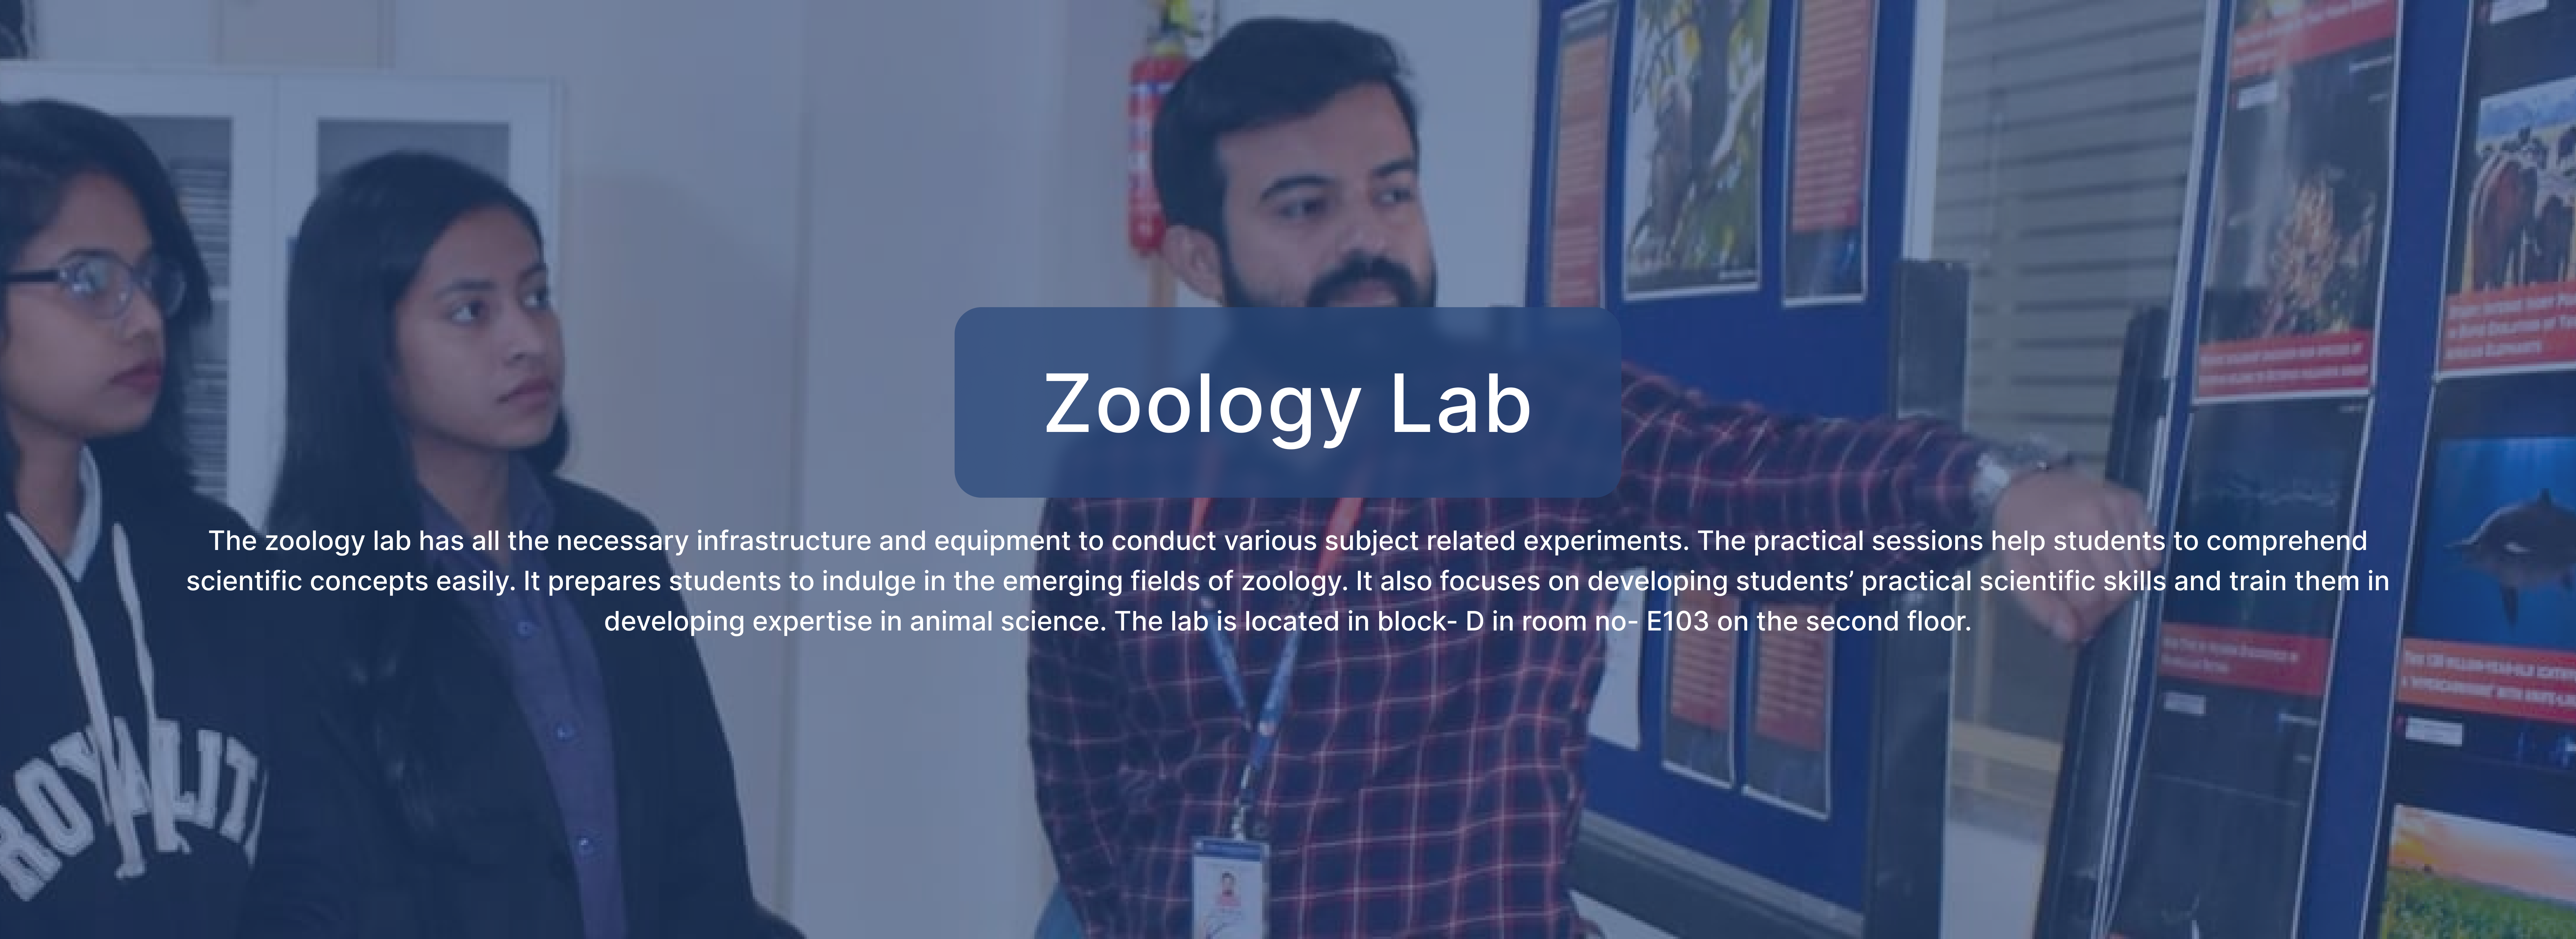 Zoology Lab
The zoology lab has all the necessary infrastructure and equipment to conduct various subject related experiments. The practical sessions help students to comprehend
scientific concepts easily. It prepares students to indulge in the emerging fields of zoology. It also focuses on developing students’ practical scientific skills and train them in
developing expertise in animal science. The lab is located in block- D in room no- E103 on the second floor.
ROYALIT
AFRICAN ELEPHANTS